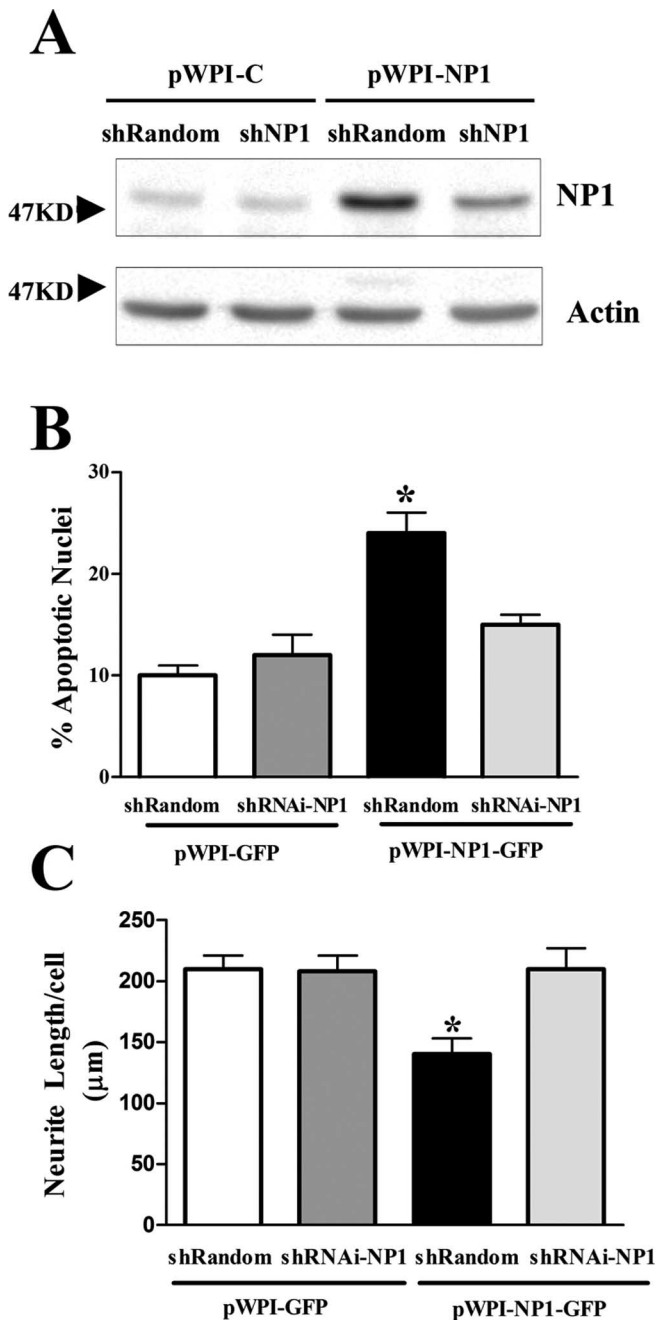 A
pWPI-C pWPI-NP1
shRandom shNP1 shRandom shNP1
47KD NP1
47KD
Actin
B
% Apoptotic Nuclei
30
20
10
0
*
shRandom shRNAi-NP1 shRandom shRNAi-NP1
pWPI-GFP pWPI-NP1-GFP
C
Neurite Length/cell
(μm)
250
200
150
100
50
0
*
shRandom shRNAi-NP1 shRandom shRNAi-NP1
pWPI-GFP pWPI-NP1-GFP